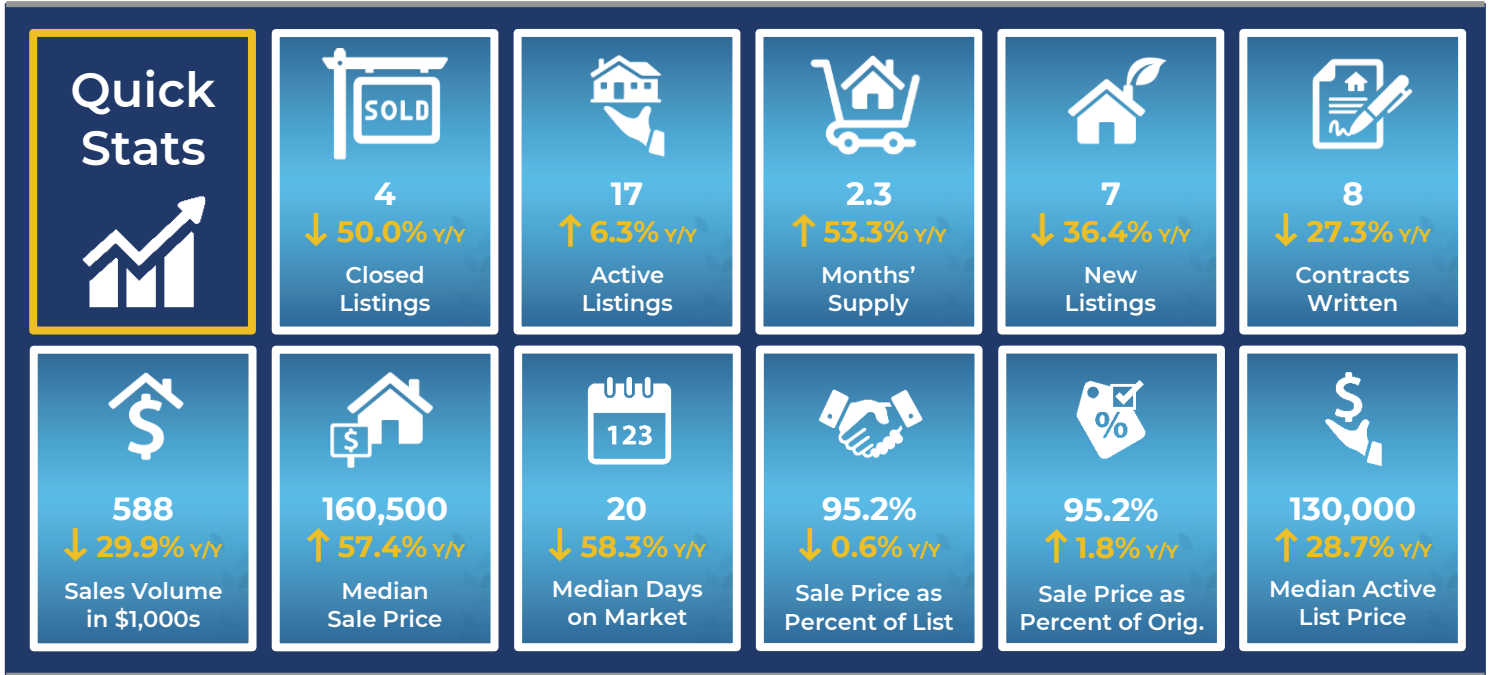 Quick
Stats
SOLD
4
↓ 50.0% Y/Y
Closed
Listings
17
↑ 6.3% Y/Y
Active
Listings
2.3
↑ 53.3% Y/Y
Months’
Supply
7
↓ 36.4% Y/Y
New
Listings
8
↓ 27.3% Y/Y
Contracts
Written
$
588
↓ 29.9% Y/Y
Sales Volume
in $1,000s
$
160,500
↑ 57.4% Y/Y
Median
Sale Price
123
20
↓ 58.3% Y/Y
Median Days
on Market
95.2%
↓ 0.6% Y/Y
Sale Price as
Percent of List
%
95.2%
↑ 1.8% Y/Y
Sale Price as
Percent of Orig.
$
130,000
↑ 28.7% Y/Y
Median Active
List Price